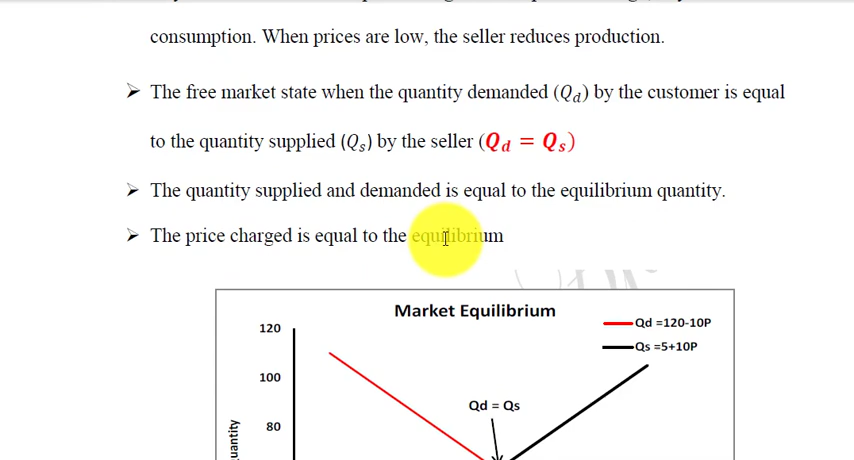 consumption. When prices are low, the seller reduces production.
➢ The free market state when the quantity demanded (Qd) by the customer is equal
to the quantity supplied (Qs) by the seller (Qd = Qs)
➢ The quantity supplied and demanded is equal to the equilibrium quantity.
➢ The price charged is equal to the equilibrium
Market Equilibrium
Qd =120-10P
Qs =5+10P
120
100
Qd = Qs
80